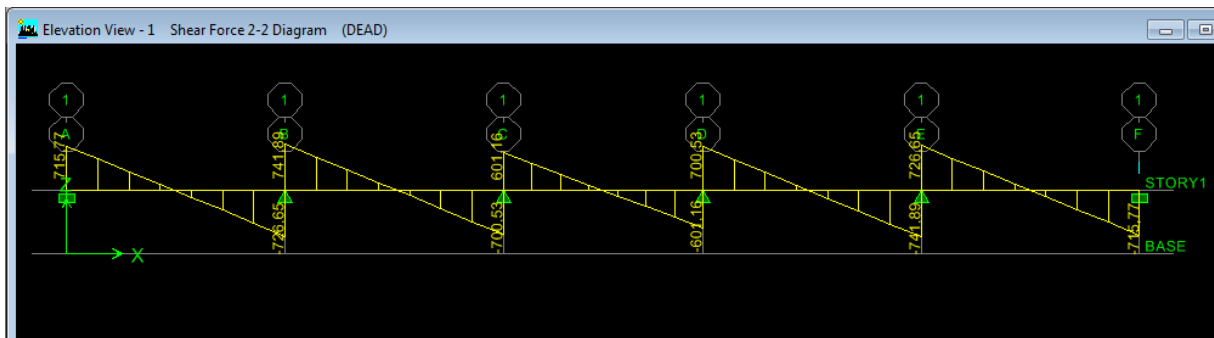 Elevation View - 1 Shear Force 2-2 Diagram (DEAD)
1 1 1 1 1 1
A B C D E F
715.77 741.89 601.16 700.53 726.65
Z STORY1
-726.65 -700.53 -601.16 -741.89 -715.77
X BASE